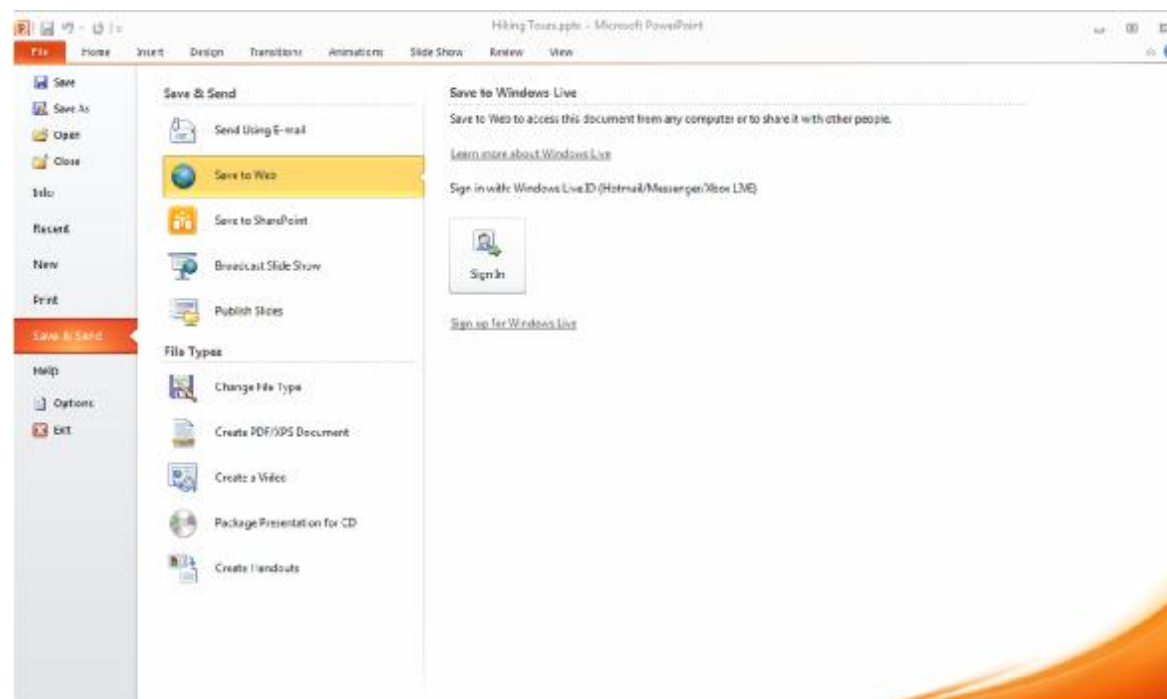 Hiking Tours.pptx - Microsoft PowerPoint
File Home Insert Design Transitions Animations Slide Show Review View
Save
Save As
Open
Close
Info
Recent
New
Print
Save & Send
Help
Options
Exit
Save & Send
Send Using E-mail
Save to Web
Save to SharePoint
Broadcast Slide Show
Publish Slides
File Types
Change File Type
Create PDF/XPS Document
Create a Video
Package Presentation for CD
Create Handouts
Save to Windows Live
Save to Web to access this document from any computer or to share it with other people.
Learn more about Windows Live
Sign in with: Windows Live ID (Hotmail/Messenger/Xbox LIVE)
Sign In
Sign up for Windows Live